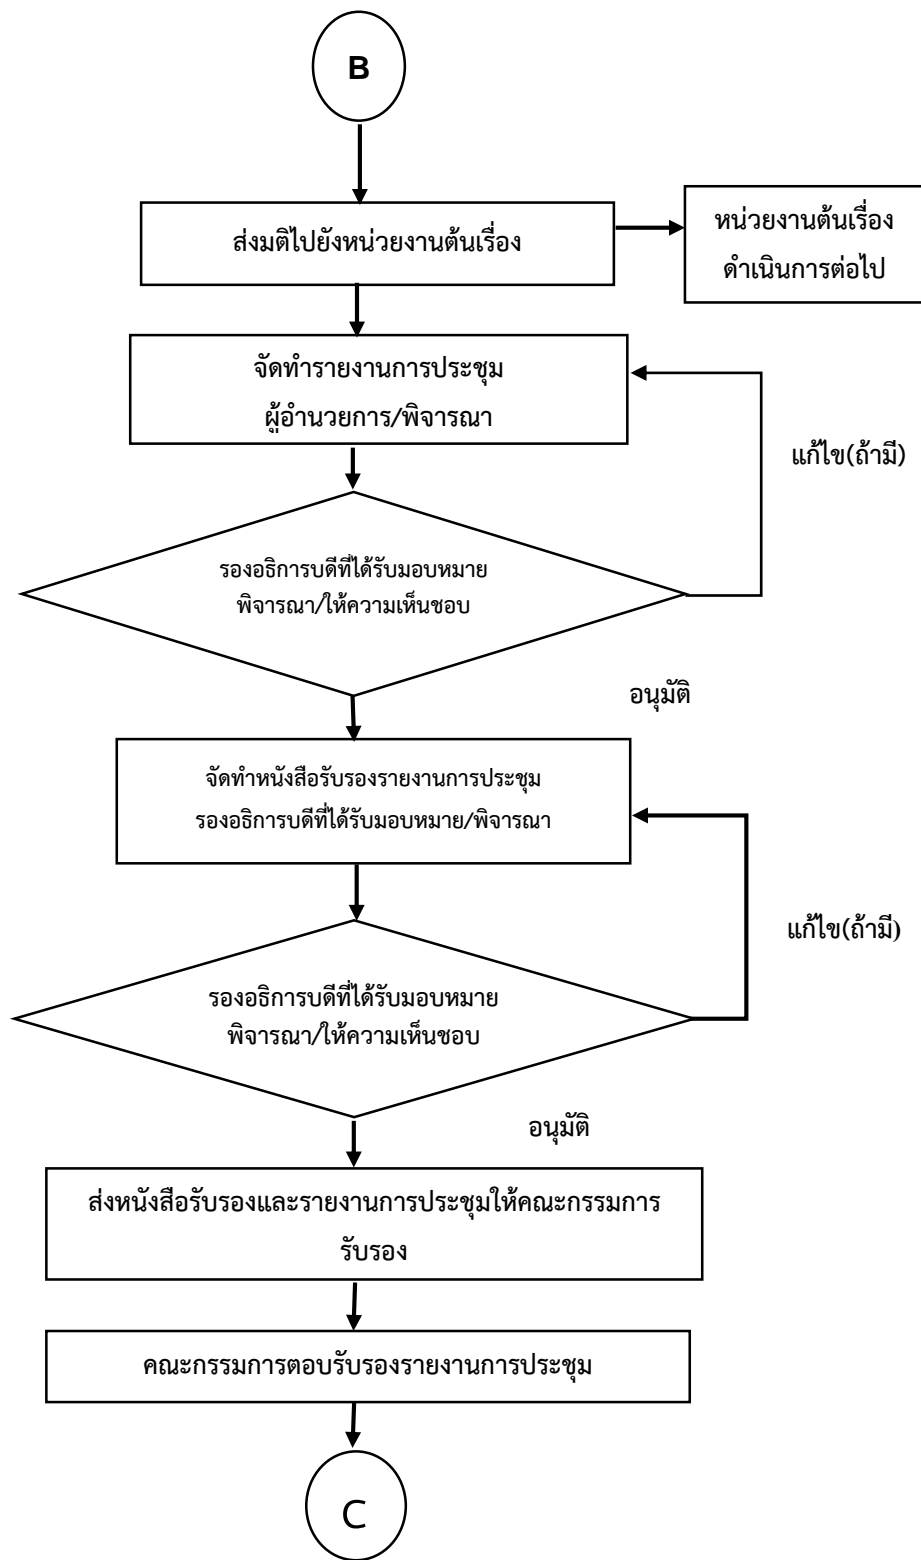 B
ส่งมติไปยังหน่วยงานต้นเรื่อง
หน่วยงานต้นเรื่อง
ดำเนินการต่อไป
จัดทำรายงานการประชุม
ผู้อำนวยการ/พิจารณา
แก้ไข(ถ้ามี)
รองอธิการบดีที่ได้รับมอบหมาย
พิจารณา/ให้ความเห็นชอบ
อนุมัติ
จัดทำหนังสือรับรองรายงานการประชุม
รองอธิการบดีที่ได้รับมอบหมาย/พิจารณา
แก้ไข(ถ้ามี)
รองอธิการบดีที่ได้รับมอบหมาย
พิจารณา/ให้ความเห็นชอบ
อนุมัติ
ส่งหนังสือรับรองและรายงานการประชุมให้คณะกรรมการ
รับรอง
คณะกรรมการตอบรับรองรายงานการประชุม
C